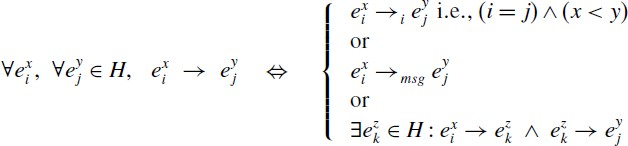 e_i^x →_i e_j^y i.e., (i = j) ∧ (x < y)
or
∀e_i^x, ∀e_j^y ∈ H, e_i^x → e_j^y ⇔ { e_i^x →_msg e_j^y
or
∃e_k^z ∈ H : e_i^x → e_k^z ∧ e_k^z → e_j^y